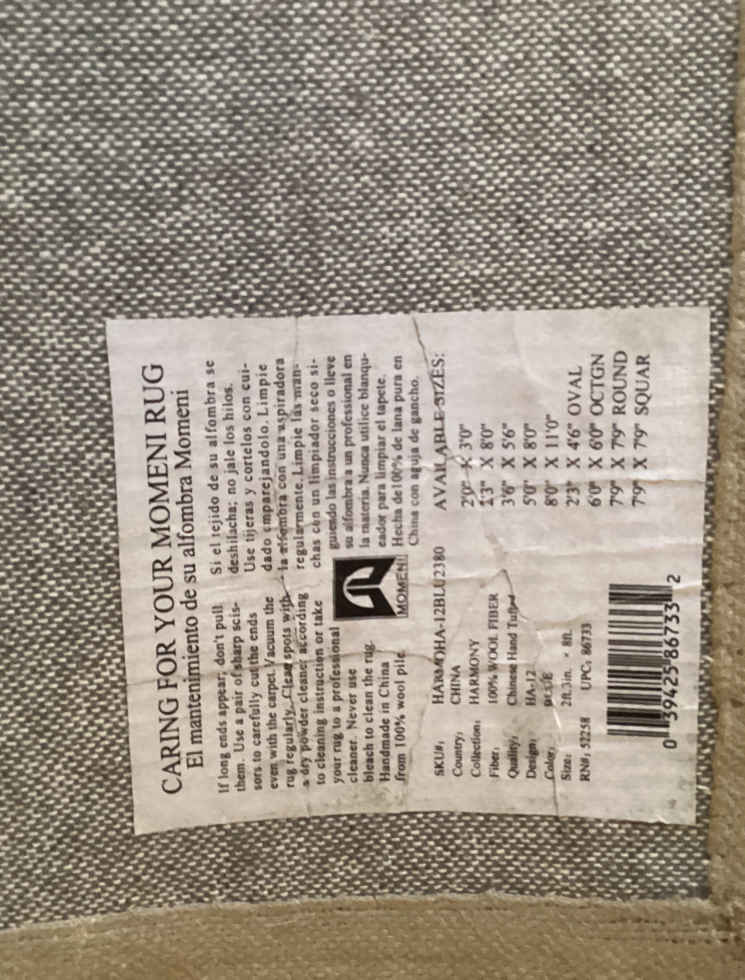 CARING FOR YOUR MOMENI RUG
El mantenimiento de su alfombra Momeni
If long ends appear, don't pull
them. Use a pair of sharp scis-
sors to carefully cut the ends
even with the carpet. Vacuum the
rug regularly. Clean spots with
a dry powder cleaner according
to cleaning instruction or take
your rug to a professional
cleaner. Never use
bleach to clean the rug.
Handmade in China
from 100% wool pile.
Si el tejido de su alfombra se
deshilacha; no jale los hilos.
Use tijeras y cortelos con cui-
dado emparejandolo. Limpie
la alfombra con una aspiradora
regularmente. Limpie las man-
chas con un limpiador seco si-
guiendo las instrucciones o lleve
su alfombra a un professional en
la materia. Nunca utilice blanqu-
eador para limpiar el tapete.
Hecha de 100% de lana pura en
China con aguja de gancho.
MOMENI
SKU#: HARMOHA-12BLU2380
Country: CHINA
Collection: HARMONY
Fiber: 100% WOOL FIBER
Quality: Chinese Hand Tufted
Design: HA-12
Color: BLUE
Size: 2ft.3in. × 8ft.
RN#: 52258 UPC: 86733
AVAILABLE SIZES:
2'0" X 3'0"
2'3" X 8'0"
3'6" X 5'6"
5'0" X 8'0"
8'0" X 11'0"
2'3" X 4'6" OVAL
6'0" X 6'0" OCTGN
7'9" X 7'9" ROUND
7'9" X 7'9" SQUAR
0 39425 86733 2